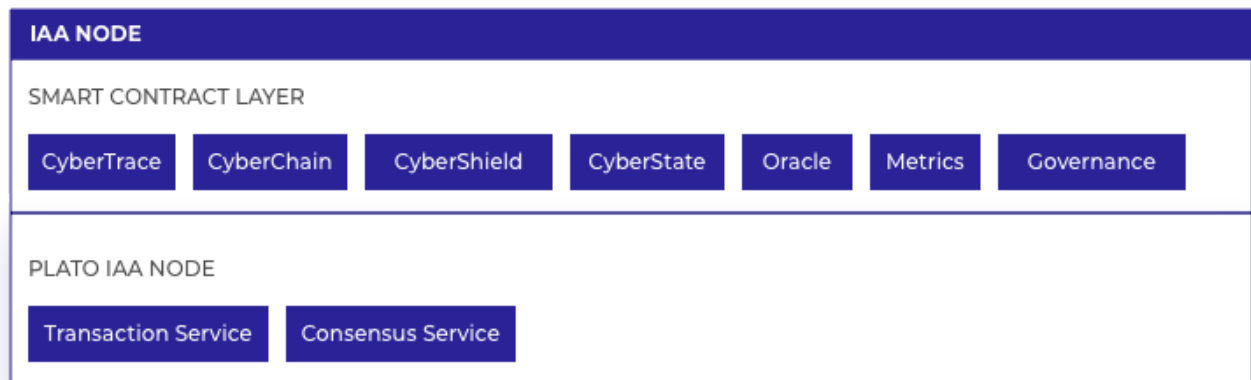 IAA NODE
SMART CONTRACT LAYER
CyberTrace CyberChain CyberShield CyberState Oracle Metrics Governance
PLATO IAA NODE
Transaction Service Consensus Service